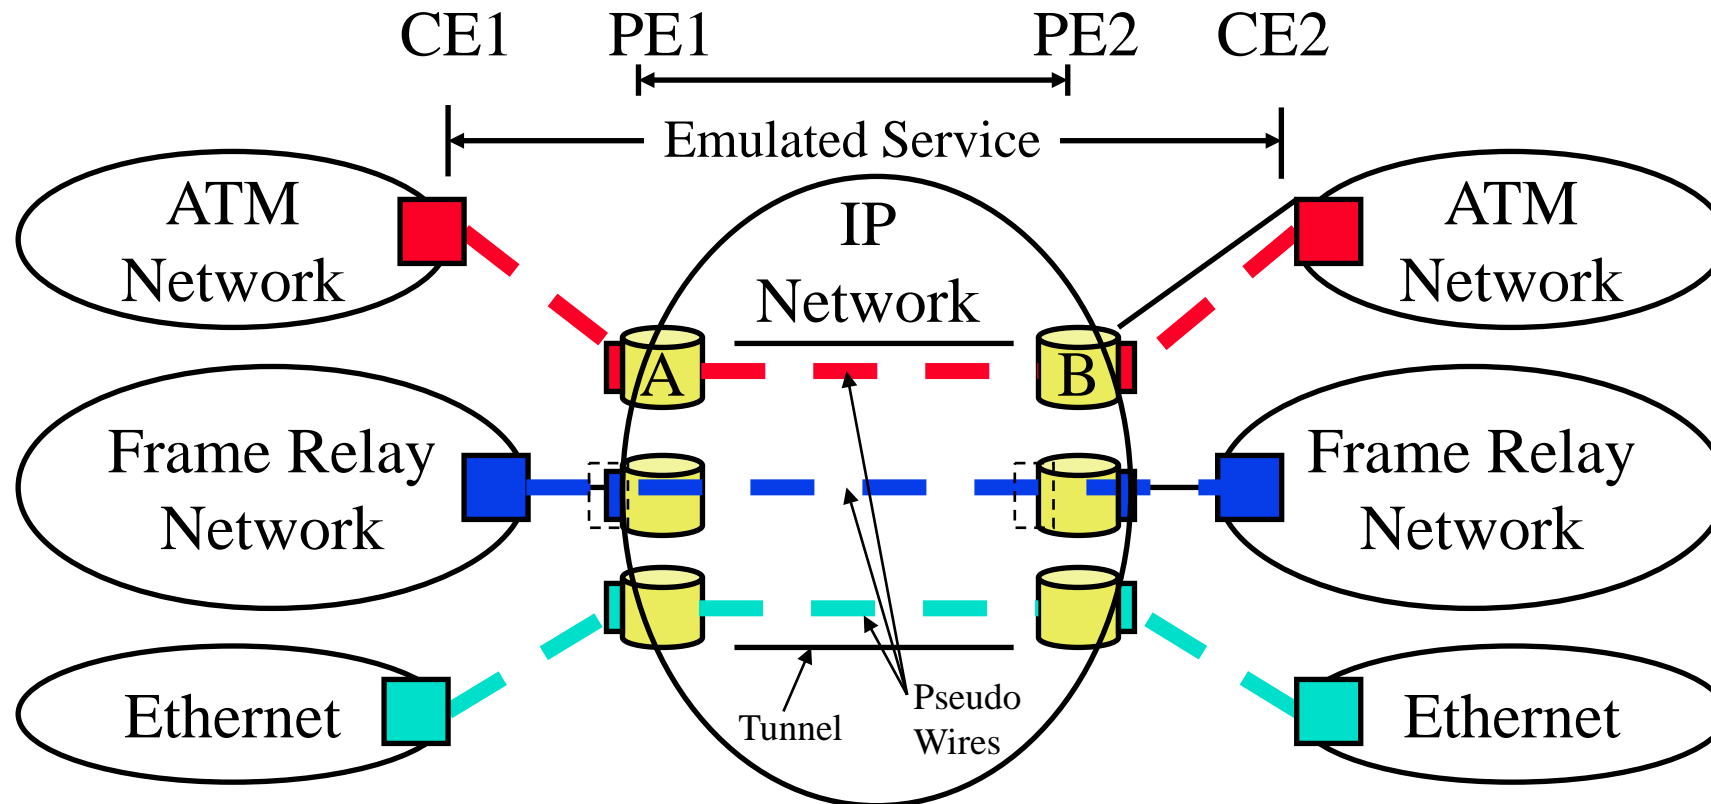 CE1
PE1
PE2
CE2
Emulated Service
ATM
Network
IP
Network
ATM
Network
A
B
Frame Relay
Network
Frame Relay
Network
Ethernet
Tunnel
Pseudo
Wires
Ethernet